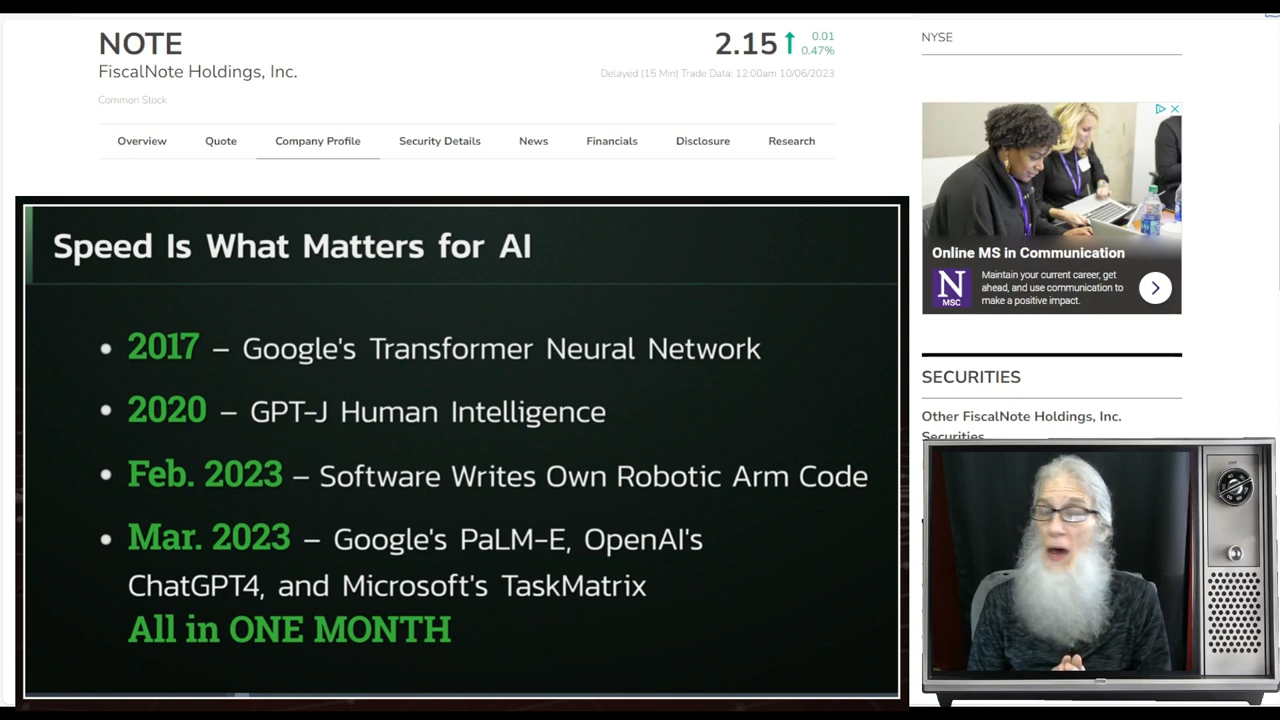 NOTE
FiscalNote Holdings, Inc.
Common Stock
2.15
0.01
0.47%
Delayed (15 Min) Trade Data: 12:00am 10/06/2023
Overview Quote Company Profile Security Details News Financials Disclosure Research
Speed Is What Matters for AI
• 2017 – Google's Transformer Neural Network
• 2020 – GPT-J Human Intelligence
• Feb. 2023 – Software Writes Own Robotic Arm Code
• Mar. 2023 – Google's PaLM-E, OpenAI's
ChatGPT4, and Microsoft's TaskMatrix
All in ONE MONTH
NYSE
Online MS in Communication
N
MSC
Maintain your current career, get
ahead, and use communication to
make a positive impact.
SECURITIES
Other FiscalNote Holdings, Inc.
Securities